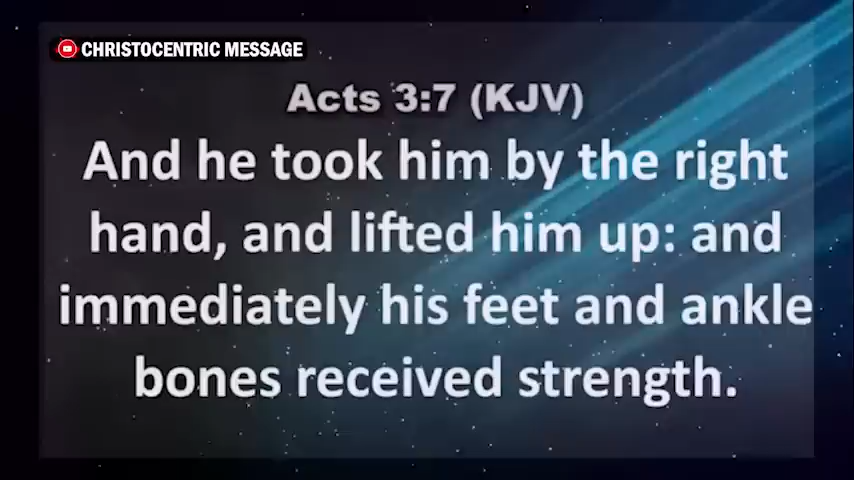 CHRISTOCENTRIC MESSAGE
Acts 3:7 (KJV)
And he took him by the right
hand, and lifted him up: and
immediately his feet and ankle
bones received strength.